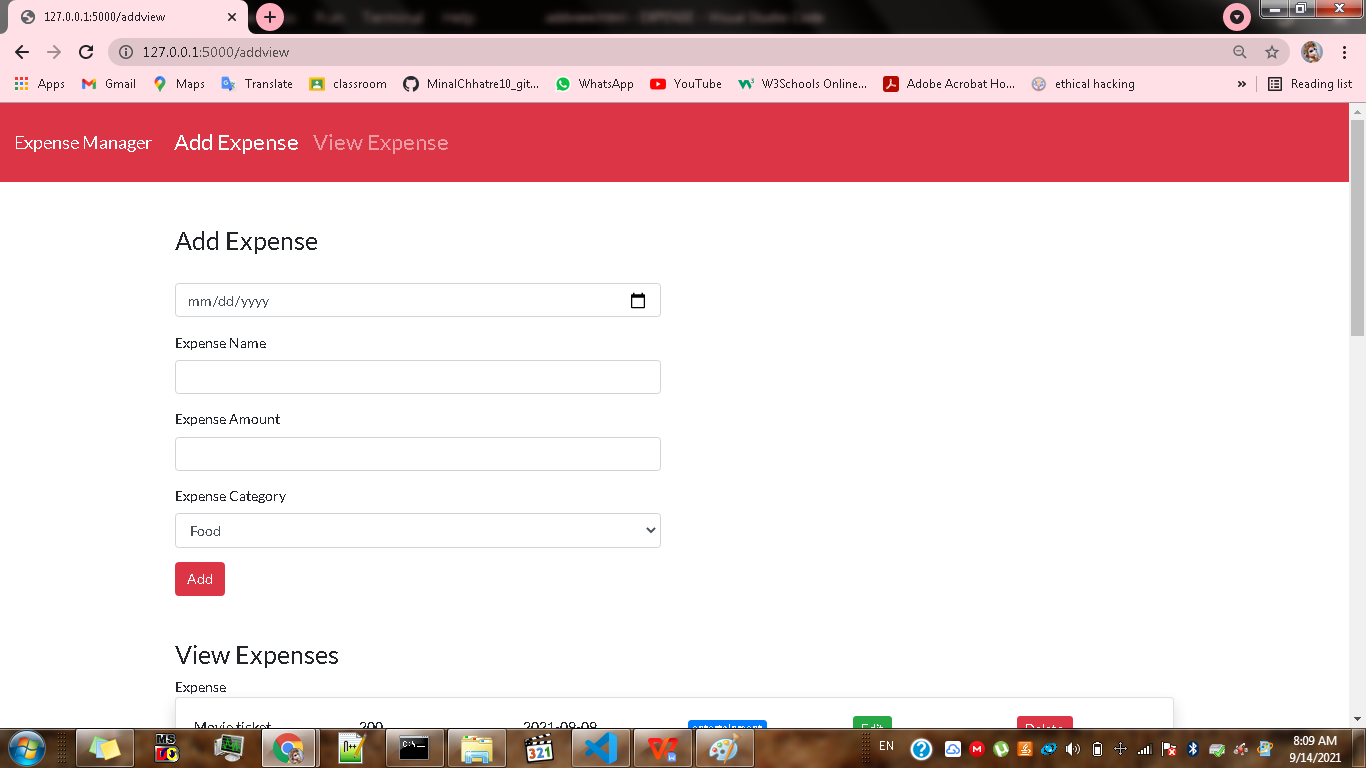 127.0.0.1:5000/addview
127.0.0.1:5000/addview
Apps Gmail Maps Translate classroom MinalChhatre10_git... WhatsApp YouTube W3Schools Online... Adobe Acrobat Ho... ethical hacking » Reading list
Expense Manager Add Expense View Expense
Add Expense
mm/dd/yyyy
Expense Name
Expense Amount
Expense Category
Food
Add
View Expenses
Expense
Movie ticket 200 2021-09-09 entertainment Edit Delete
EN
8:09 AM
9/14/2021